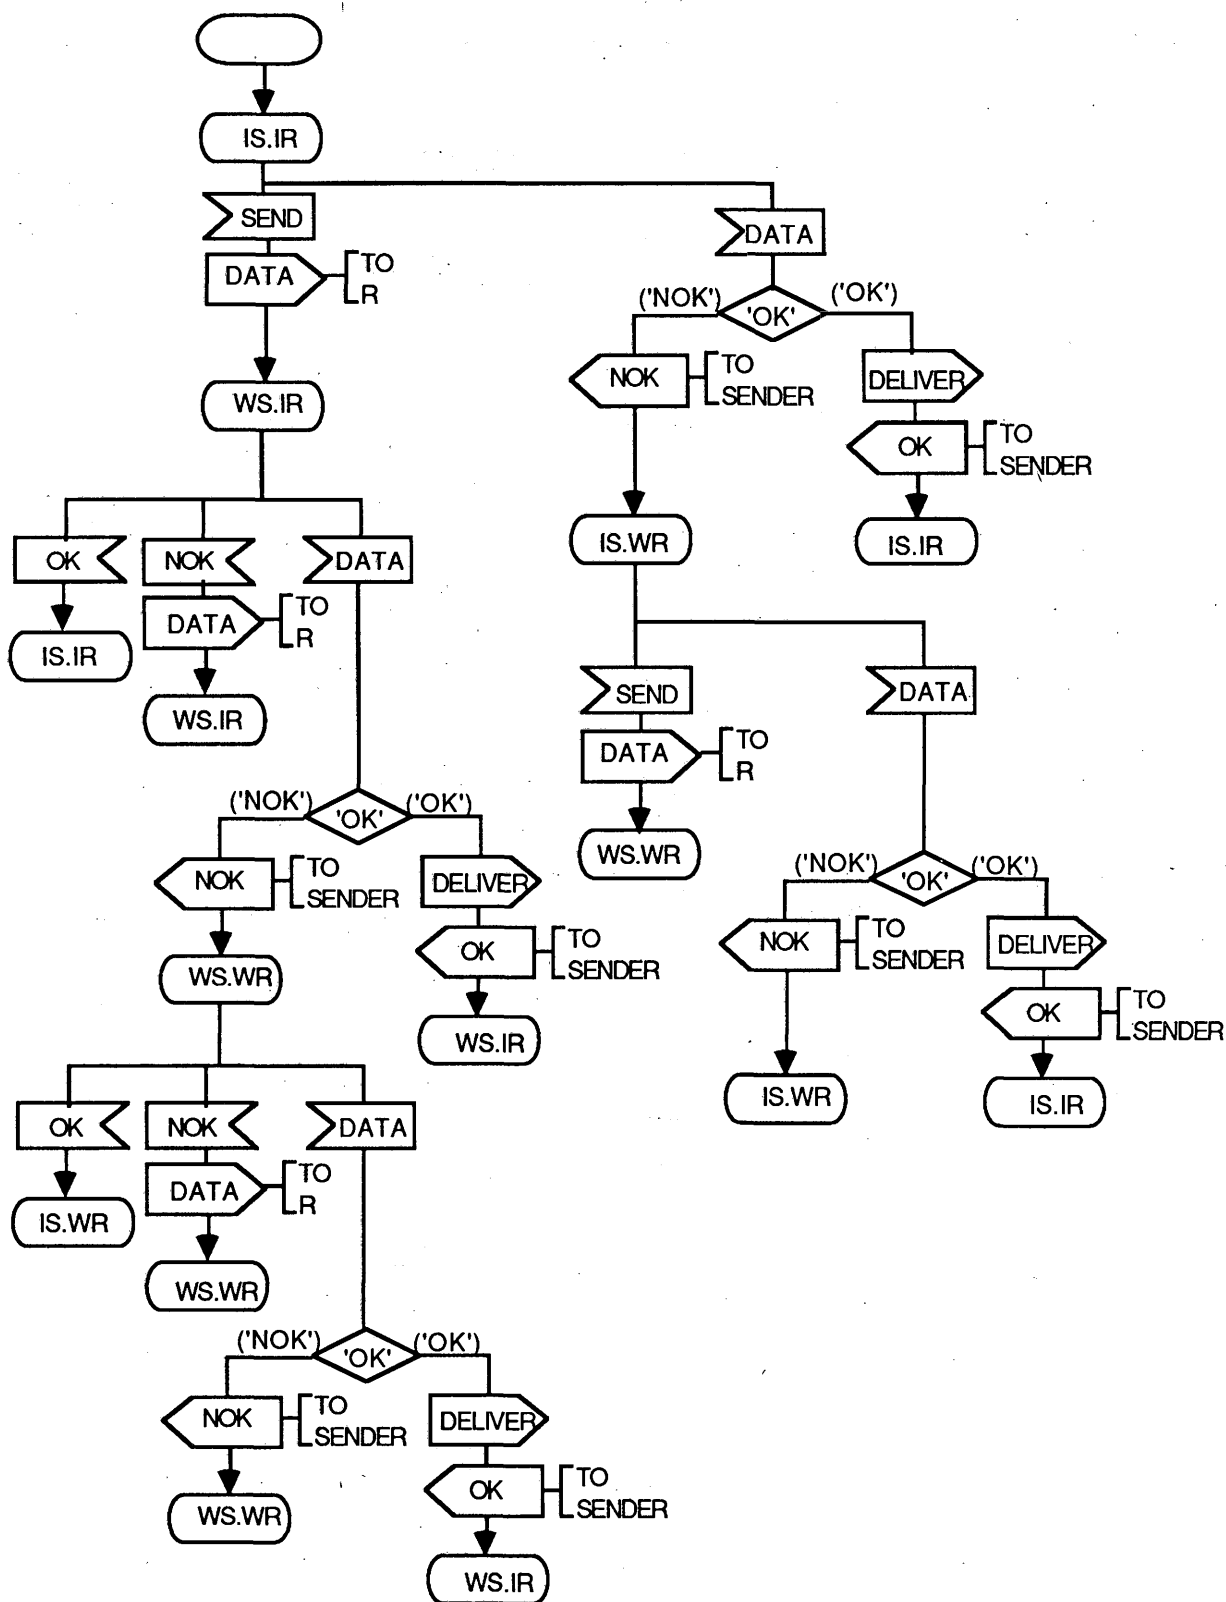 IS.IR
SEND
DATA
DATA
TO
R
('NOK')
'OK'
('OK')
NOK
TO
SENDER
DELIVER
WS.IR
OK
TO
SENDER
IS.WR
IS.IR
OK
NOK
DATA
DATA
TO
R
IS.IR
WS.IR
SEND
DATA
DATA
TO
R
('NOK')
'OK'
('OK')
WS.WR
NOK
TO
SENDER
DELIVER
('NOK')
'OK'
('OK')
NOK
TO
SENDER
DELIVER
OK
TO
SENDER
WS.WR
OK
TO
SENDER
WS.IR
IS.WR
IS.IR
OK
NOK
DATA
DATA
TO
R
IS.WR
WS.WR
('NOK')
'OK'
('OK')
NOK
TO
SENDER
DELIVER
OK
TO
SENDER
WS.WR
WS.IR